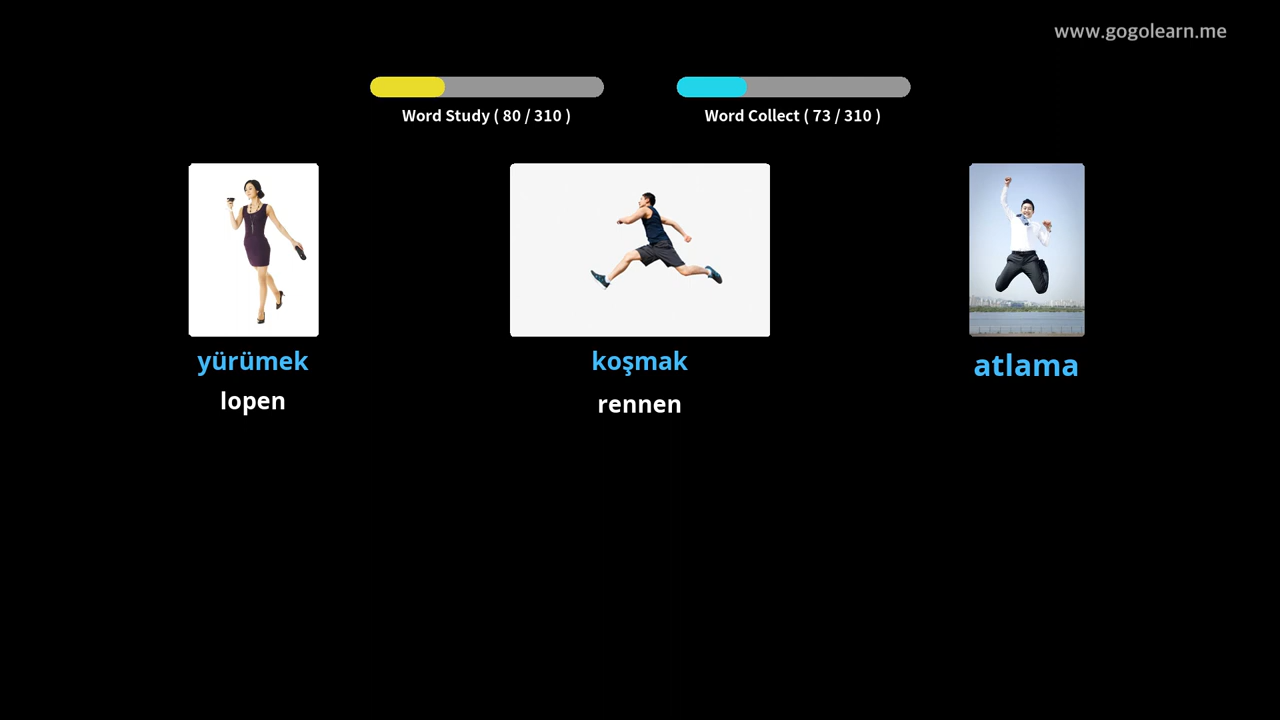 www.gogolearn.me
Word Study ( 80 / 310 )
Word Collect ( 73 / 310 )
yürümek
lopen
koşmak
rennen
atlama